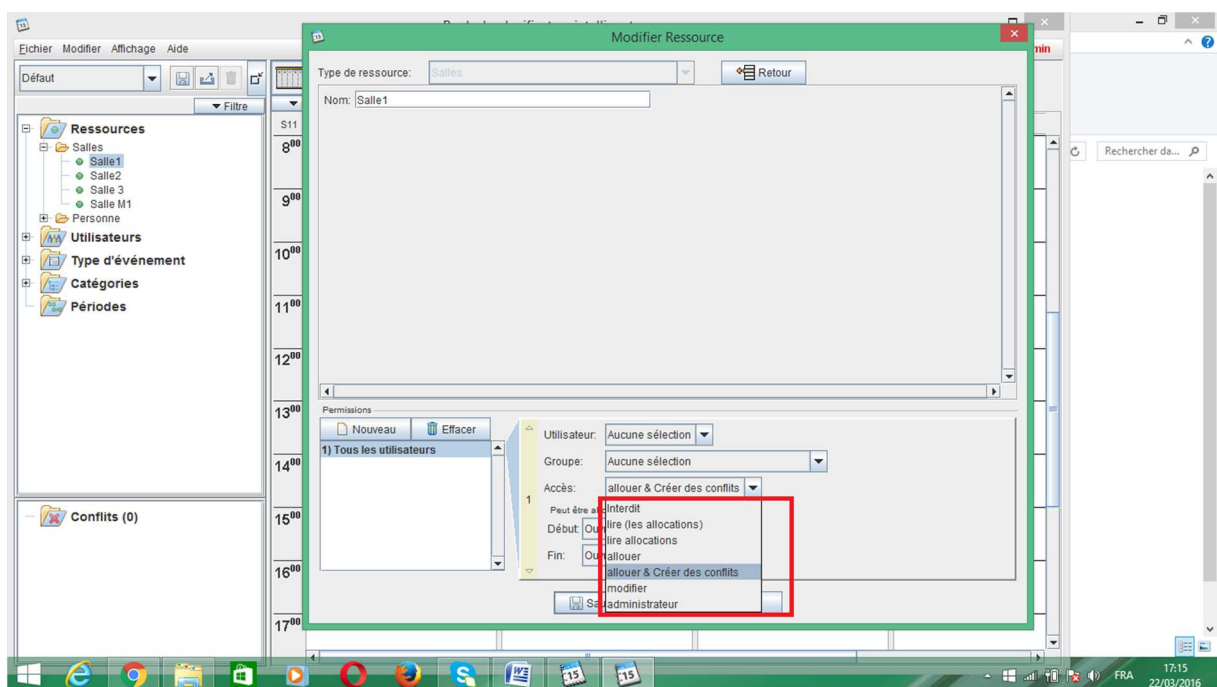 Modifier Ressource
Fichier Modifier Affichage Aide
min
Défaut
Filtre
Type de ressource: Salles
Retour
Nom: Salle1
Ressources
Salles
Salle1
Salle2
Salle 3
Salle M1
Personne
Utilisateurs
Type d'événement
Catégories
Périodes
Conflits (0)
S11
8⁰⁰
9⁰⁰
10⁰⁰
11⁰⁰
12⁰⁰
13⁰⁰
14⁰⁰
15⁰⁰
16⁰⁰
17⁰⁰
Rechercher da...
Permissions
Nouveau
Effacer
1) Tous les utilisateurs
1
Utilisateur: Aucune sélection
Groupe: Aucune sélection
Accès: allouer & Créer des conflits
Peut être
Début:
Fin:
Interdit
lire (les allocations)
lire allocations
allouer
allouer & Créer des conflits
modifier
administrateur
FRA
17:15
22/03/2016